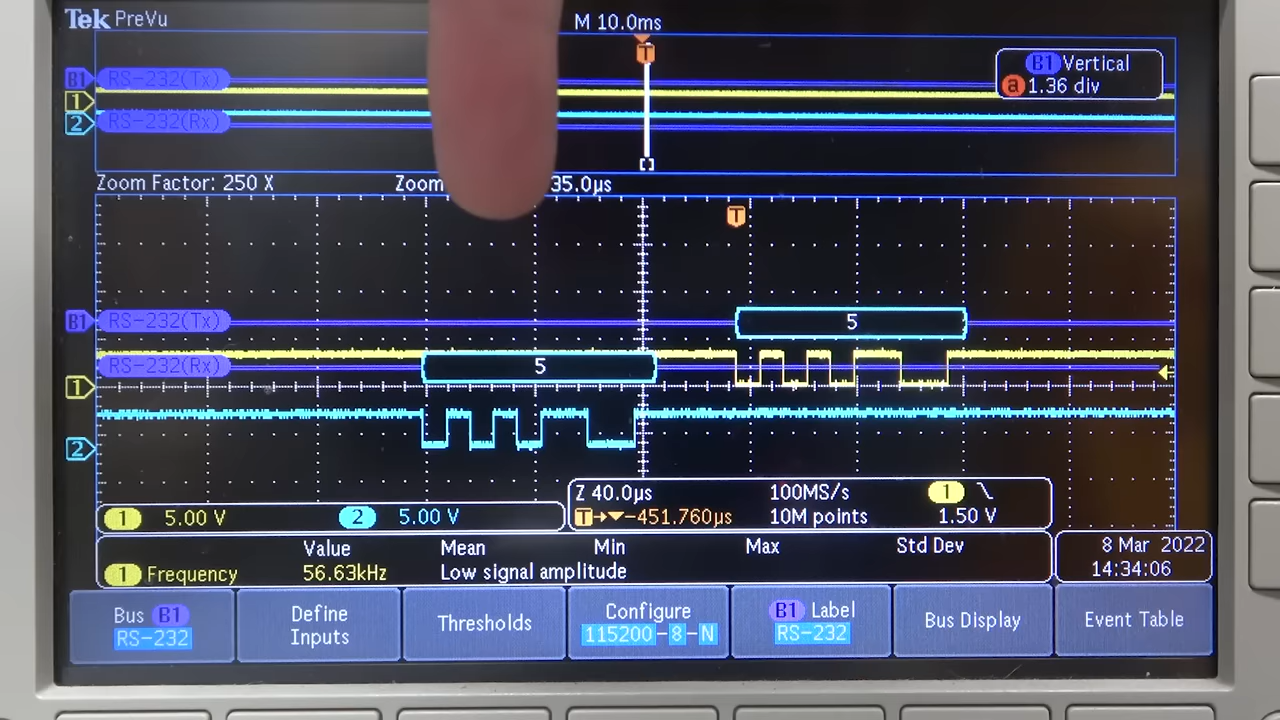 Tek PreVu
M 10.0ms
T
B1 Vertical
a 1.36 div
B1 RS-232(Tx)
1
2 RS-232(Rx)
Zoom Factor: 250 X
Zoom
35.0µs
T
B1 RS-232(Tx)
5
RS-232(Rx)
5
1
2
Z 40.0µs
100MS/s
1
T→▼-451.760µs
10M points
1.50 V
1 5.00 V
2 5.00 V
Value
Mean
Min
Max
Std Dev
1 Frequency
56.63kHz
Low signal amplitude
8 Mar 2022
14:34:06
Bus B1
RS-232
Define
Inputs
Thresholds
Configure
115200-8-N
B1 Label
RS-232
Bus Display
Event Table